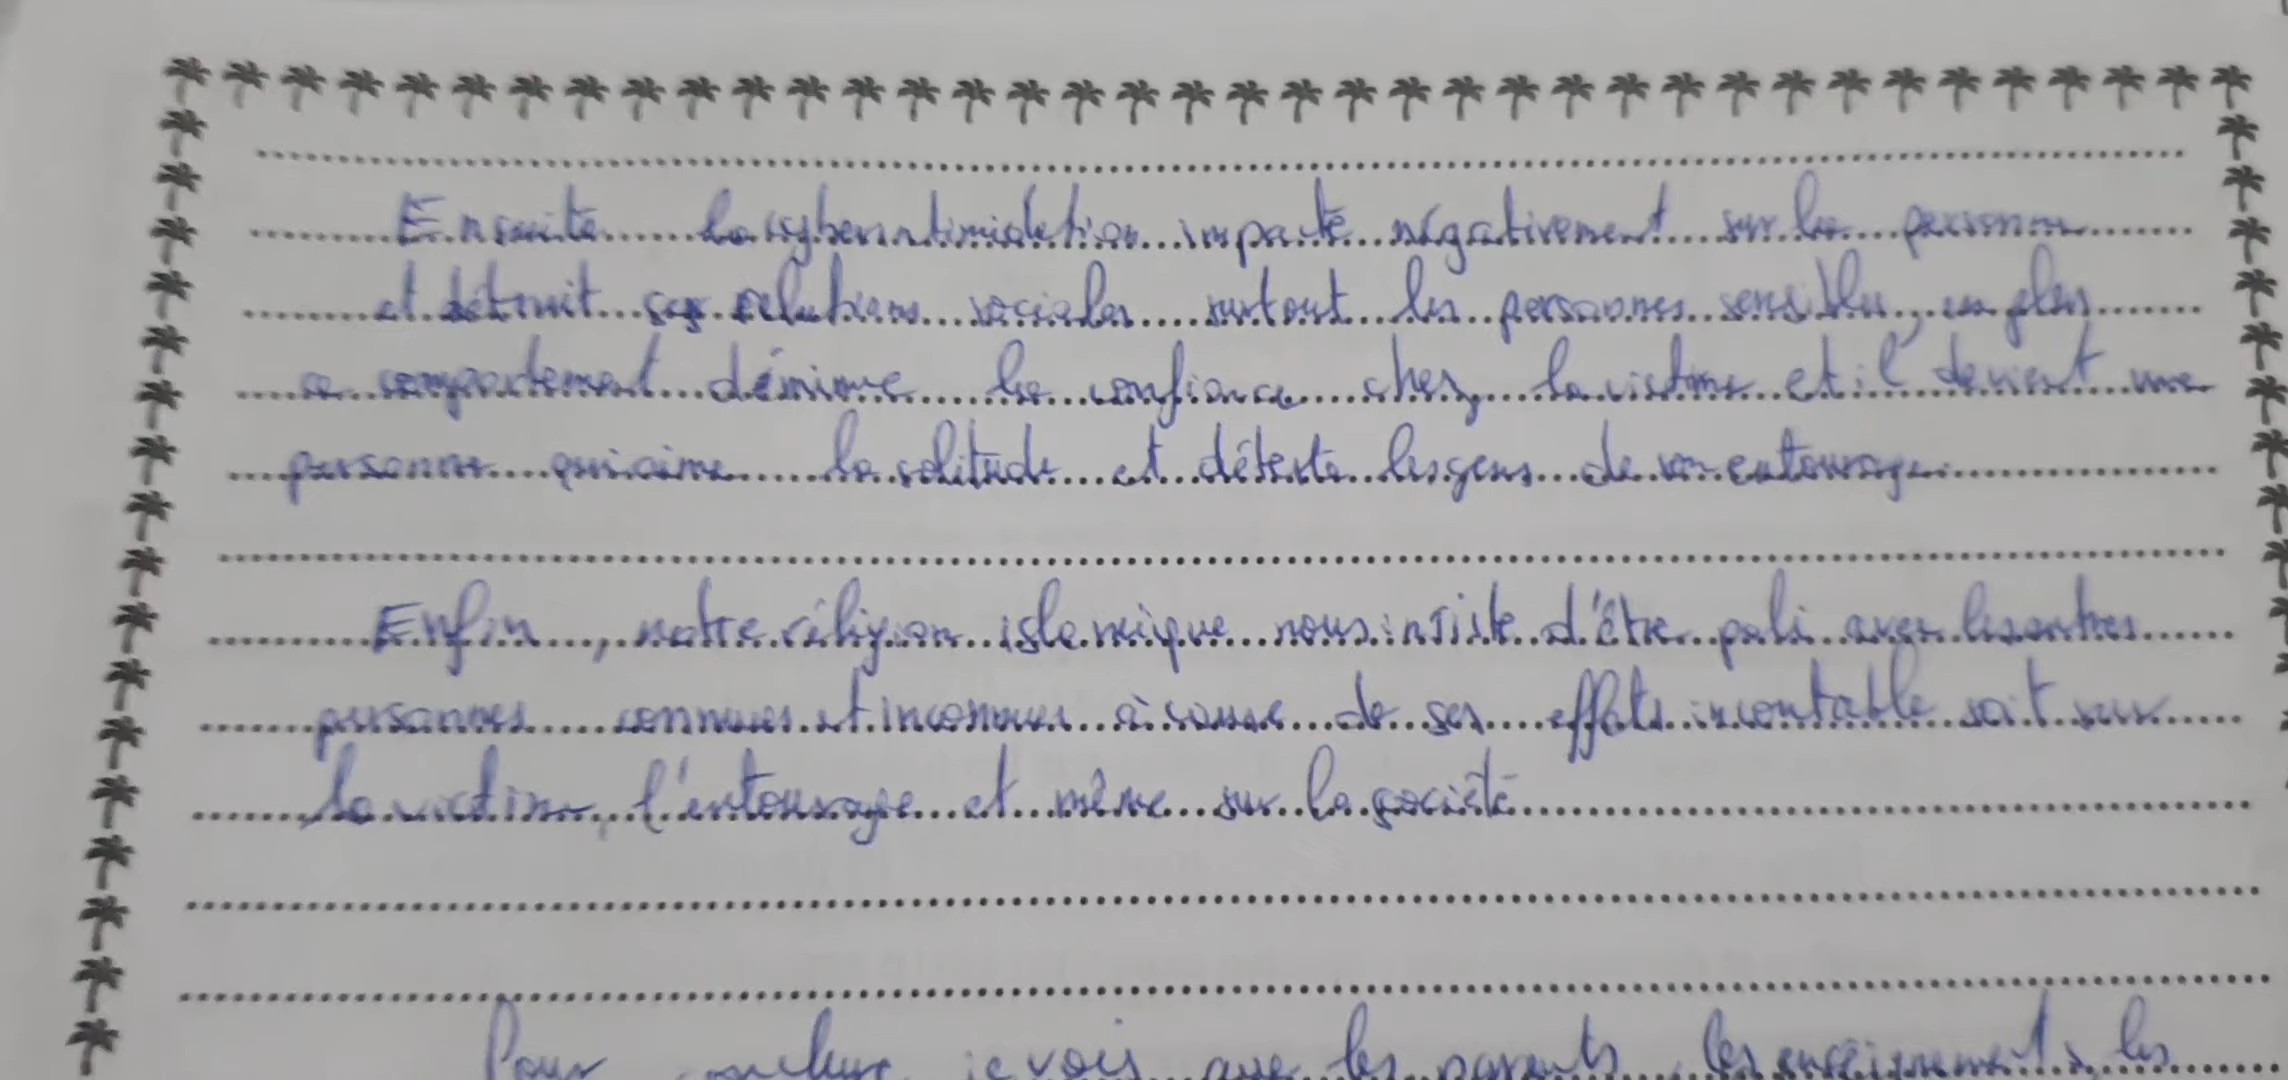 Ensuite la cyberintimidation impacte négativement sur la personne
et détruit ses relutions sociales surtout les personnes sensibles, en plus
ce comportement déminue la confiance chez la victime et il devient une
personne qui aime la solitude et déteste les gens de son entourage.
Enfin, notre réligion islamique nous insiste d'être poli avec les autres
personnes connues et inconnues à cause de ses effets incontable soit sur
la victime, l'entourage et même sur la société
Pour conclure je vois que les parents, les enseignements, les